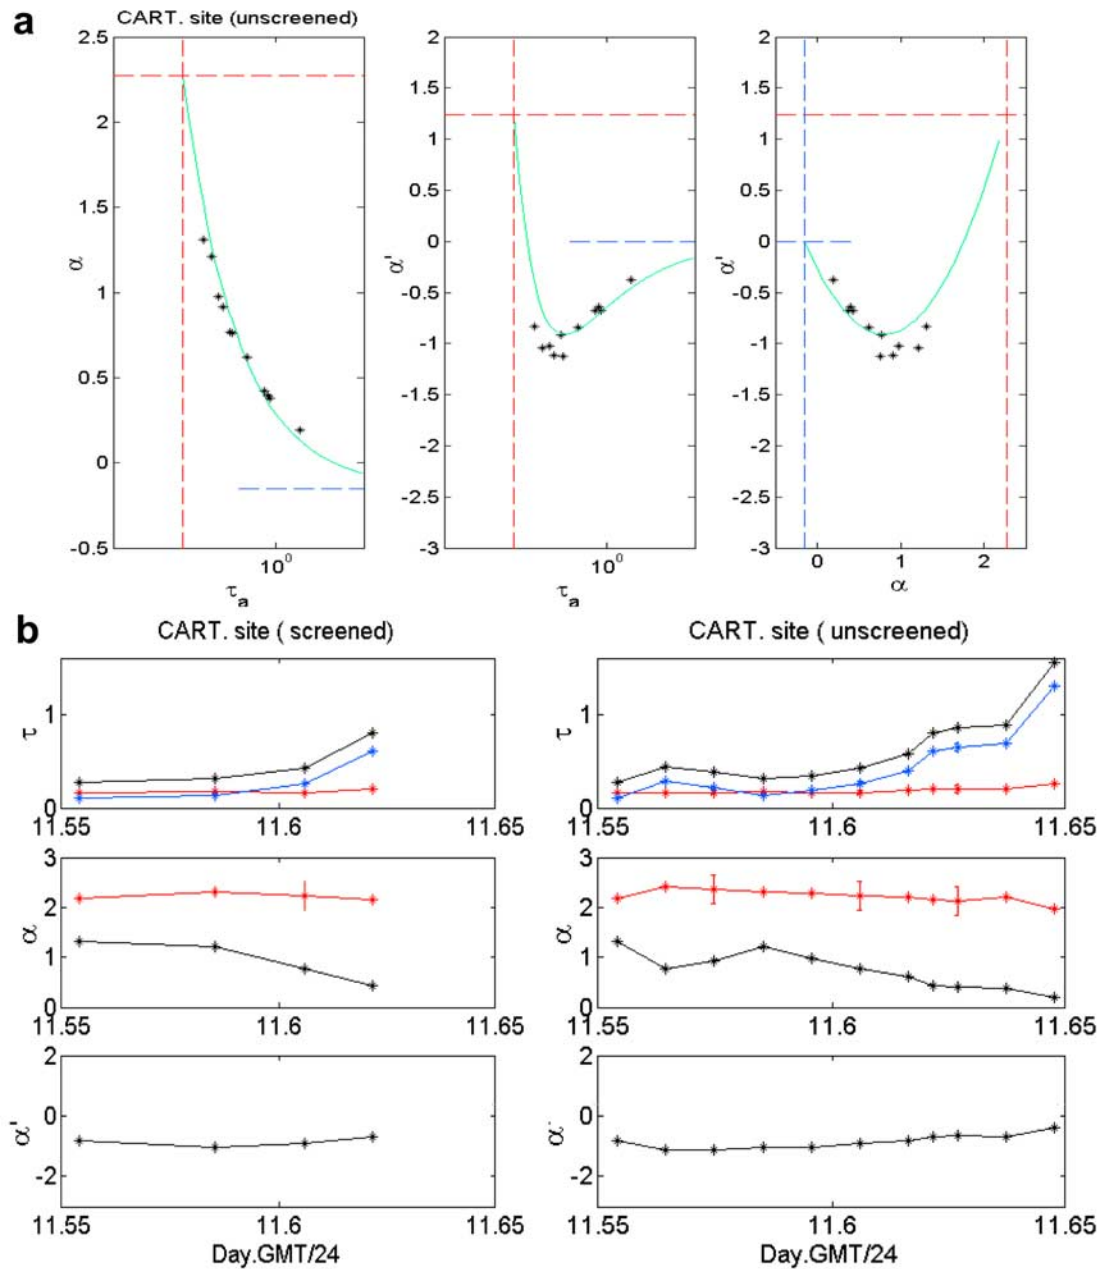 a
CART. site (unscreened)
2.5
2
1.5
1
0.5
0
-0.5
α
10⁰
τₐ
2
1.5
1
0.5
0
-0.5
-1
-1.5
-2
-2.5
-3
α'
10⁰
τₐ
2
1.5
1
0.5
0
-0.5
-1
-1.5
-2
-2.5
-3
α'
0 1 2
α
b
CART. site ( screened)
CART. site ( unscreened)
τ
1
0
11.55 11.6 11.65
τ
1
0
11.55 11.6 11.65
α
3
2
1
0
11.55 11.6 11.65
α
3
2
1
0
11.55 11.6 11.65
α'
2
0
-2
11.55 11.6 11.65
Day.GMT/24
α'
2
0
-2
11.55 11.6 11.65
Day.GMT/24